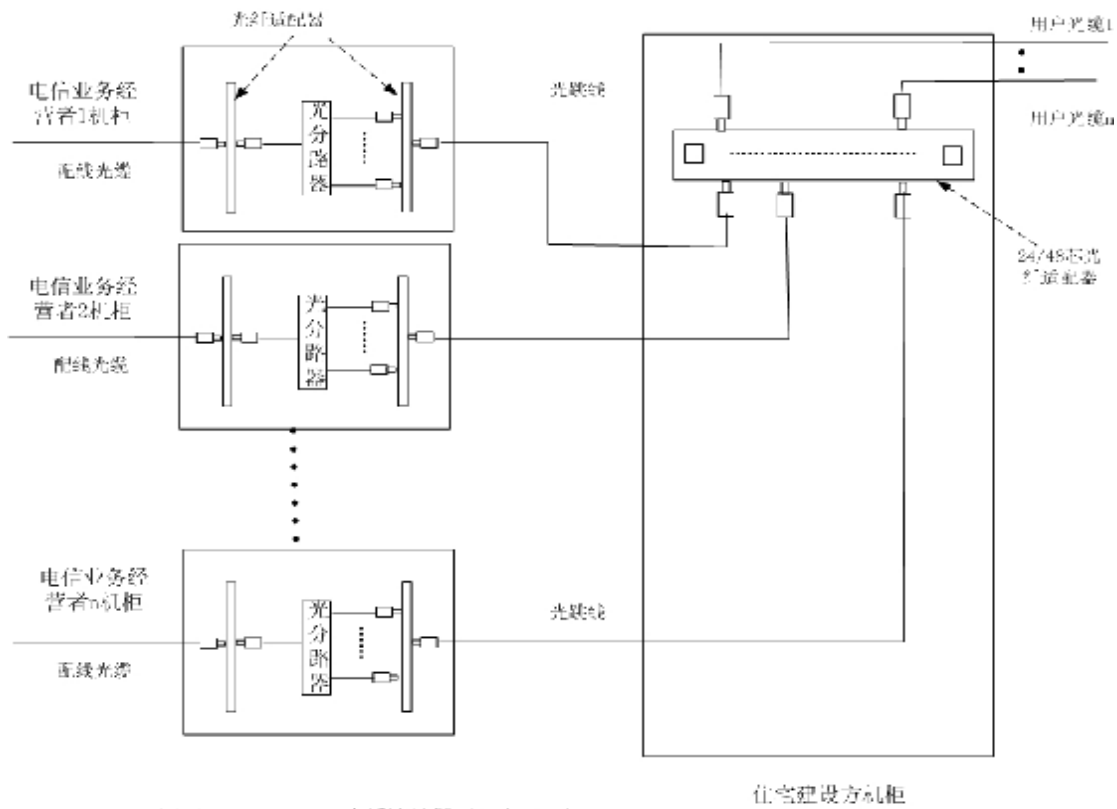 光纤适配器
用户光缆1
电信业务经
营者1机柜
光跳线
光分路器
配线光缆
用户光缆n
24/48芯光
纤适配器
电信业务经
营者2机柜
光分路器
配线光缆
电信业务经
营者n机柜
光跳线
光分路器
配线光缆
住宅建设方机柜